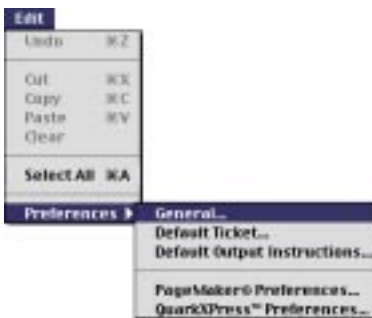 Edit
Undo ⌘Z
Cut ⌘X
Copy ⌘C
Paste ⌘V
Clear
Select All ⌘A
Preferences ▶
General...
Default Ticket...
Default Output Instructions...
PageMaker® Preferences...
QuarkXPress™ Preferences...